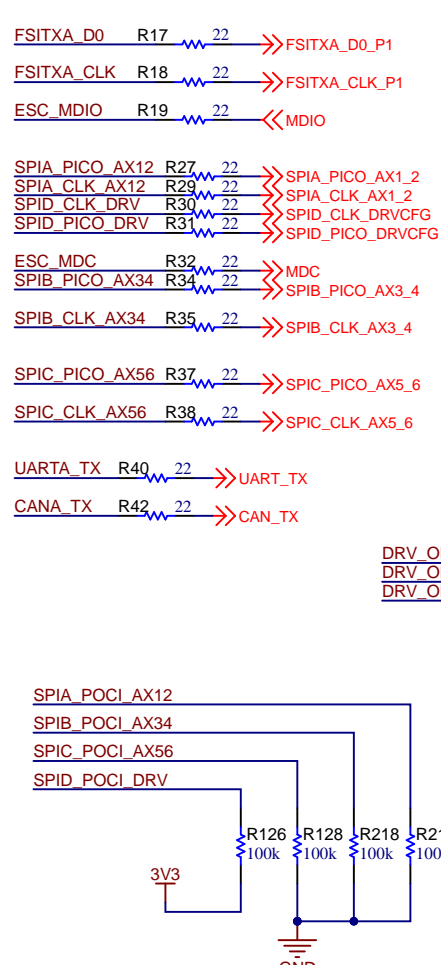 FSITXA_D0 R17 22 FSITXA_D0_P1
FSITXA_CLK R18 22 FSITXA_CLK_P1
ESC_MDIO R19 22 MDIO
SPIA_PICO_AX12 R27 22 SPIA_PICO_AX1_2
SPIA_CLK_AX12 R29 22 SPIA_CLK_AX1_2
SPID_CLK_DRV R30 22 SPID_CLK_DRVCFG
SPID_PICO_DRV R31 22 SPID_PICO_DRVCFG
ESC_MDC R32 22 MDC
SPIB_PICO_AX34 R34 22 SPIB_PICO_AX3_4
SPIB_CLK_AX34 R35 22 SPIB_CLK_AX3_4
SPIC_PICO_AX56 R37 22 SPIC_PICO_AX5_6
SPIC_CLK_AX56 R38 22 SPIC_CLK_AX5_6
UARTA_TX R40 22 UART_TX
CANA_TX R42 22 CAN_TX
SPIA_POCI_AX12
SPIB_POCI_AX34
SPIC_POCI_AX56
SPID_POCI_DRV
R126 R128 R218
100k 100k 100k
3V3
GND